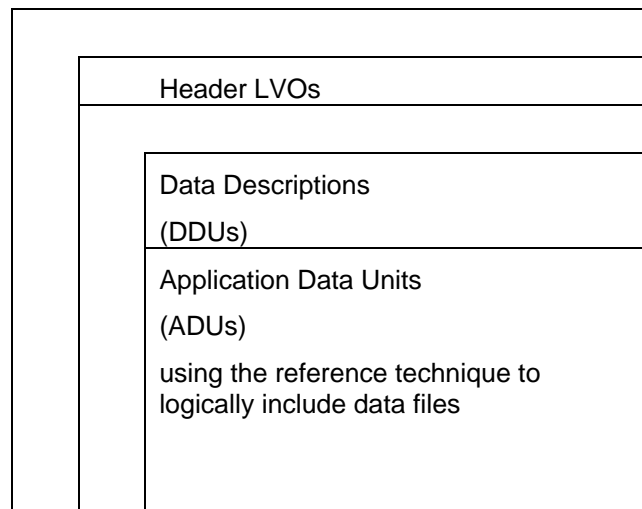 Header LVOs
Data Descriptions
(DDUs)
Application Data Units
(ADUs)
using the reference technique to
logically include data files